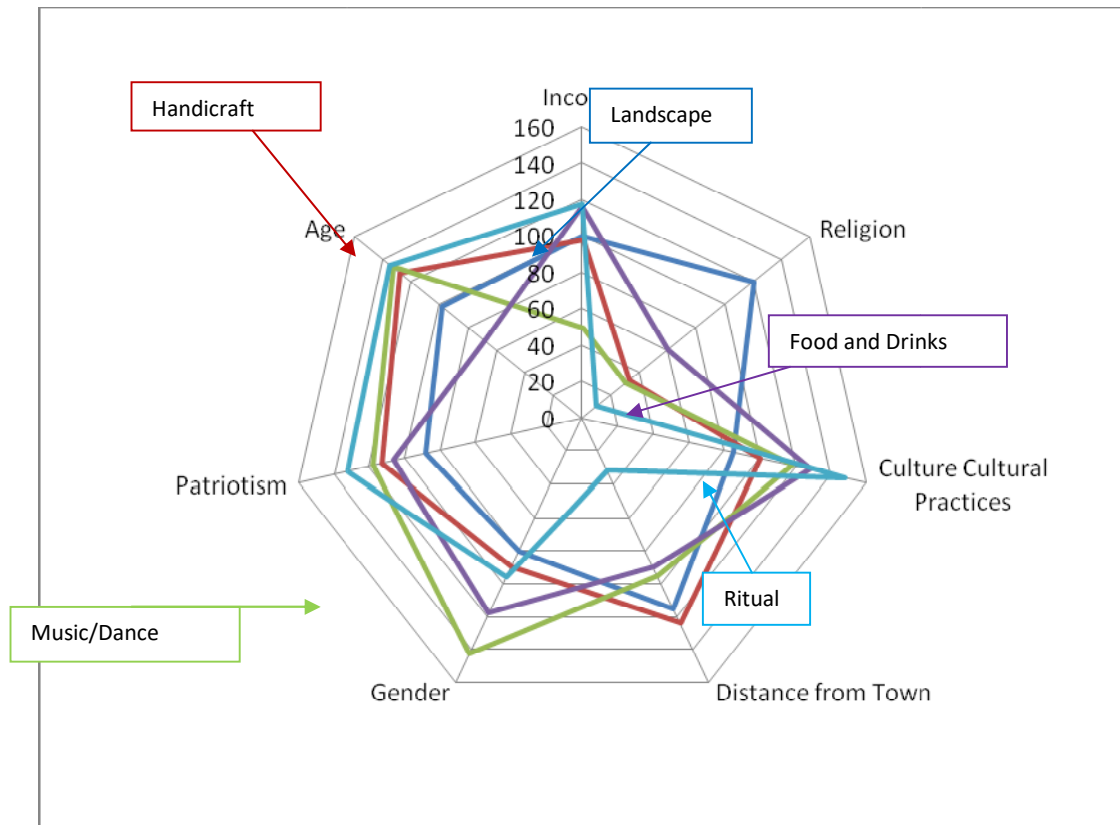 Handicraft
Landscape
Inco
160
140
120
100
80
60
40
20
0
Age
Religion
Food and Drinks
Culture Cultural
Practices
Patriotism
Ritual
Music/Dance
Gender
Distance from Town